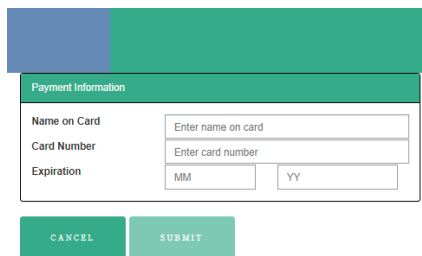 Payment Information
Name on Card Enter name on card
Card Number Enter card number
Expiration MM YY
CANCEL SUBMIT